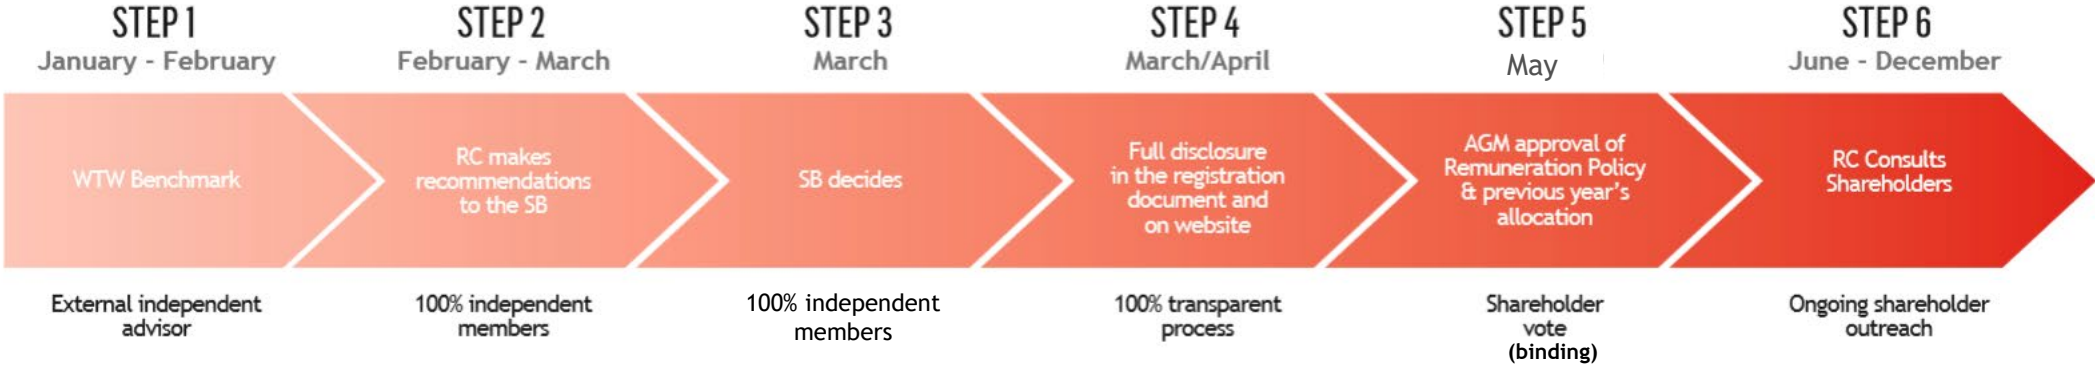 STEP 1
January - February
WTW Benchmark
External independent
advisor
STEP 2
February - March
RC makes
recommendations
to the SB
100% independent
members
STEP 3
March
SB decides
100% independent
members
STEP 4
March/April
Full disclosure
in the registration
document and
on website
100% transparent
process
STEP 5
May
AGM approval of
Remuneration Policy
& previous year's
allocation
Shareholder
vote
(binding)
STEP 6
June - December
RC Consults
Shareholders
Ongoing shareholder
outreach